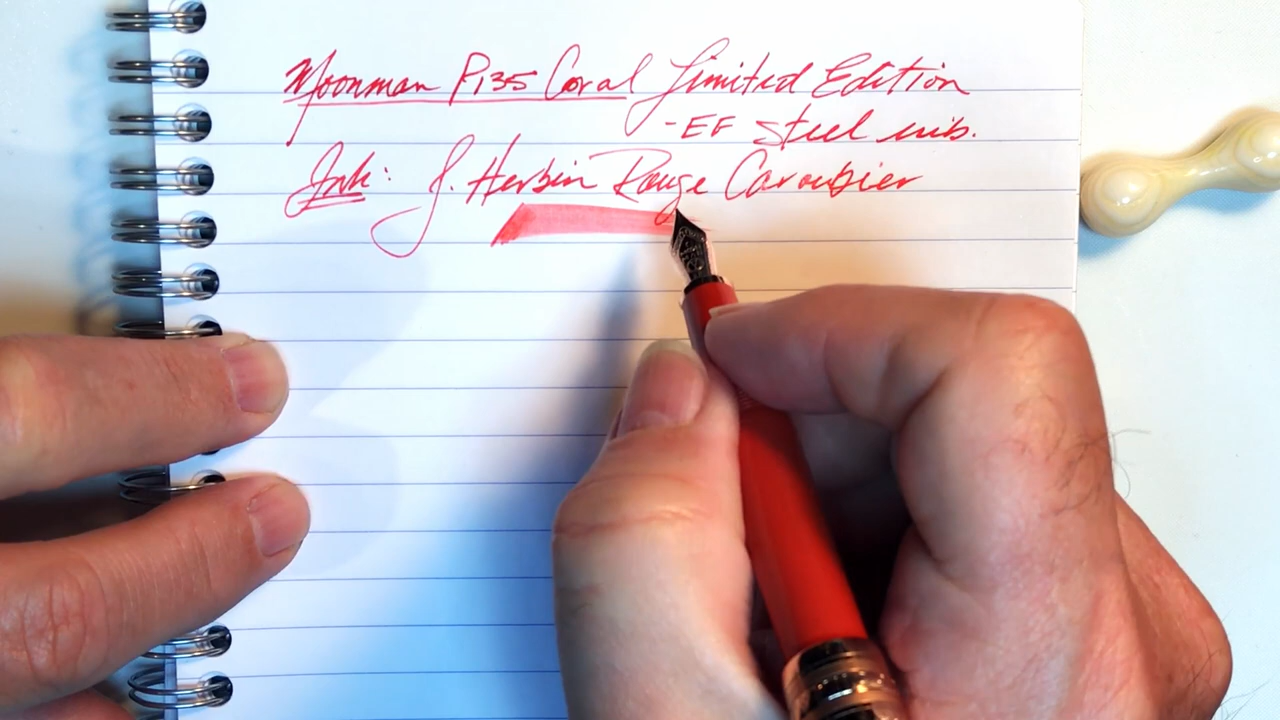 Moonman P135 Coral Limited Edition
-EF steel nib.
Ink: J. Herbin Rouge Caroubier